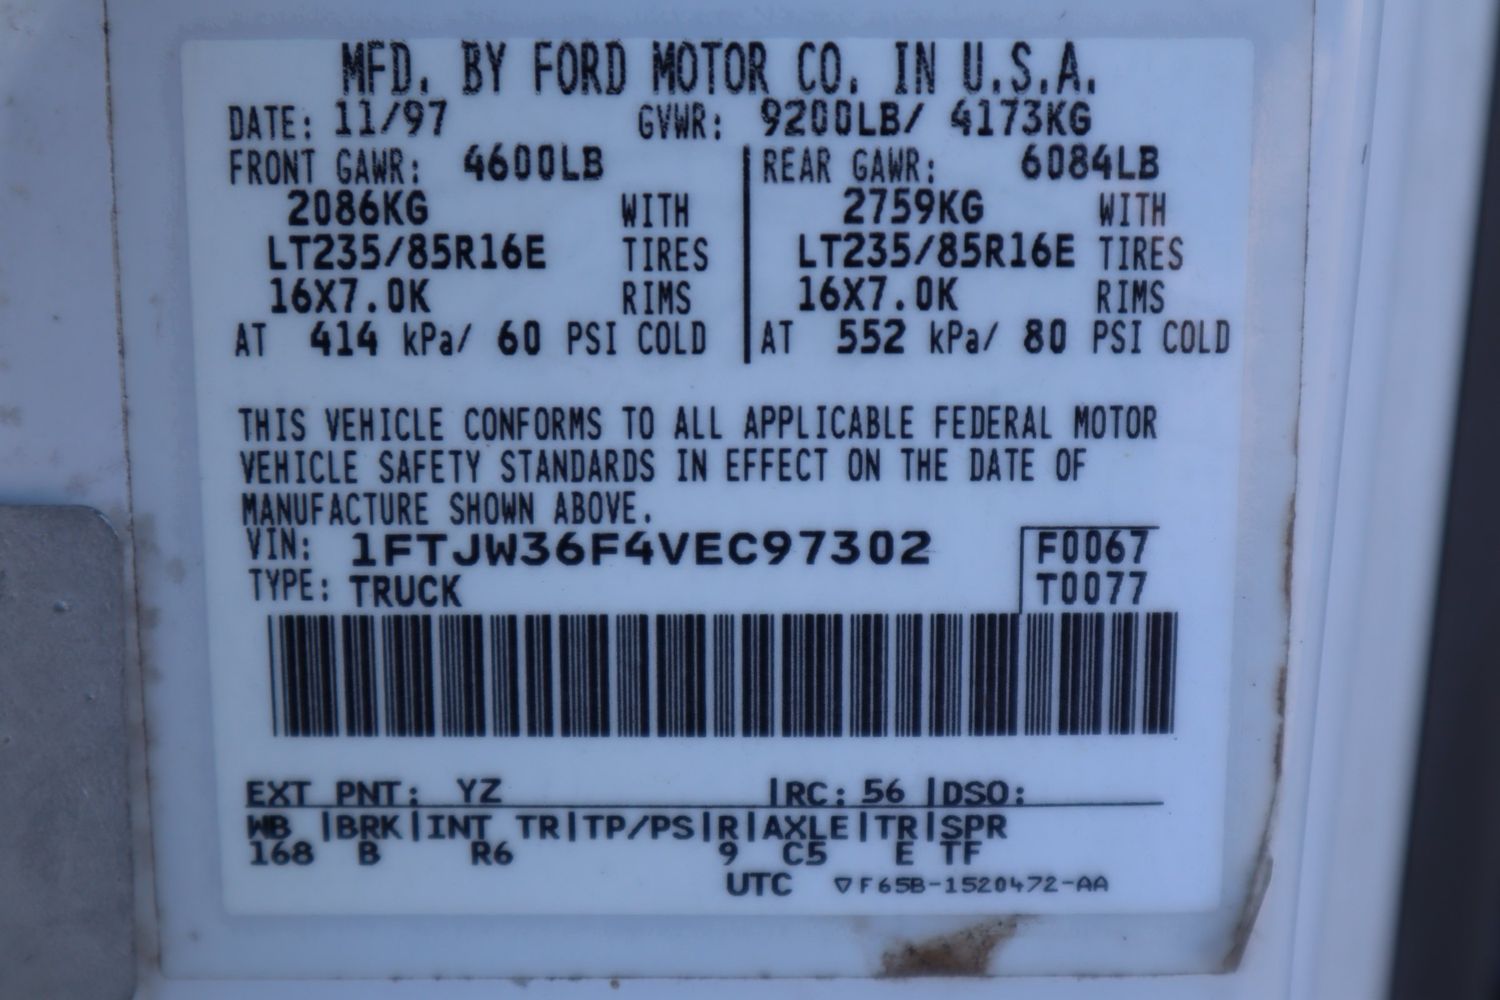 MFD. BY FORD MOTOR CO. IN U.S.A.
DATE: 11/97 GVWR: 9200LB/ 4173KG
FRONT GAWR: 4600LB REAR GAWR: 6084LB
2086KG WITH 2759KG WITH
LT235/85R16E TIRES LT235/85R16E TIRES
16X7.0K RIMS 16X7.0K RIMS
AT 414 kPa/ 60 PSI COLD AT 552 kPa/ 80 PSI COLD
THIS VEHICLE CONFORMS TO ALL APPLICABLE FEDERAL MOTOR
VEHICLE SAFETY STANDARDS IN EFFECT ON THE DATE OF
MANUFACTURE SHOWN ABOVE.
VIN: 1FTJW36F4VEC97302 F0067
TYPE: TRUCK T0077
EXT PNT: YZ |RC: 56 |DSO:
WB |BRK|INT TR|TP/PS|R|AXLE|TR|SPR
168 B R6 9 C5 E TF
UTC ▽F65B-1520472-AA